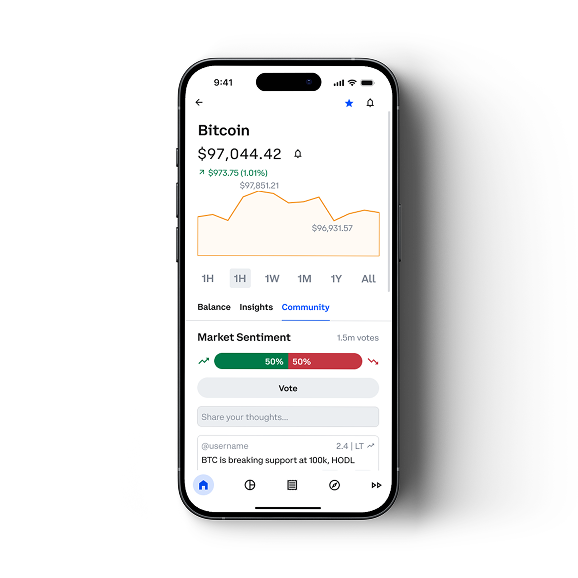 9:41
Bitcoin
$97,044.42
$973.75 (1.01%)
$97,851.21
$96,931.57
1H 1H 1W 1M 1Y All
Balance Insights Community
Market Sentiment 1.5m votes
50% 50%
Vote
Share your thoughts...
@username 2.4 | LT
BTC is breaking support at 100k, HODL